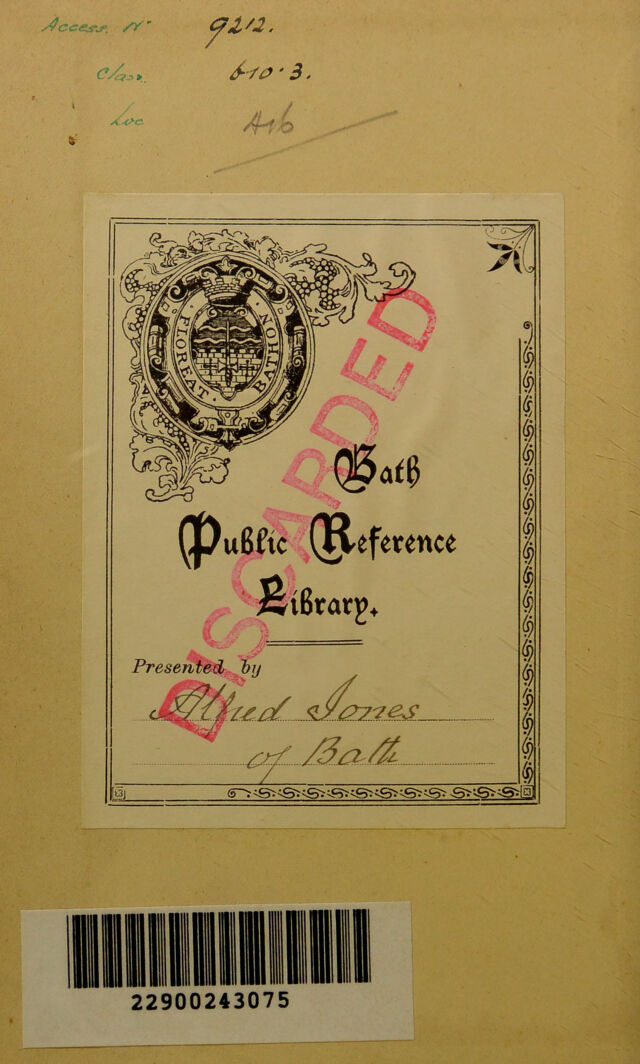 Access. No 9212.
Class. 610.3.
Loc
FLOREAT · BATHON
DISCARDED
Bath
Public Reference
Library.
Presented by
Alfred Jones
of Bath
22900243075